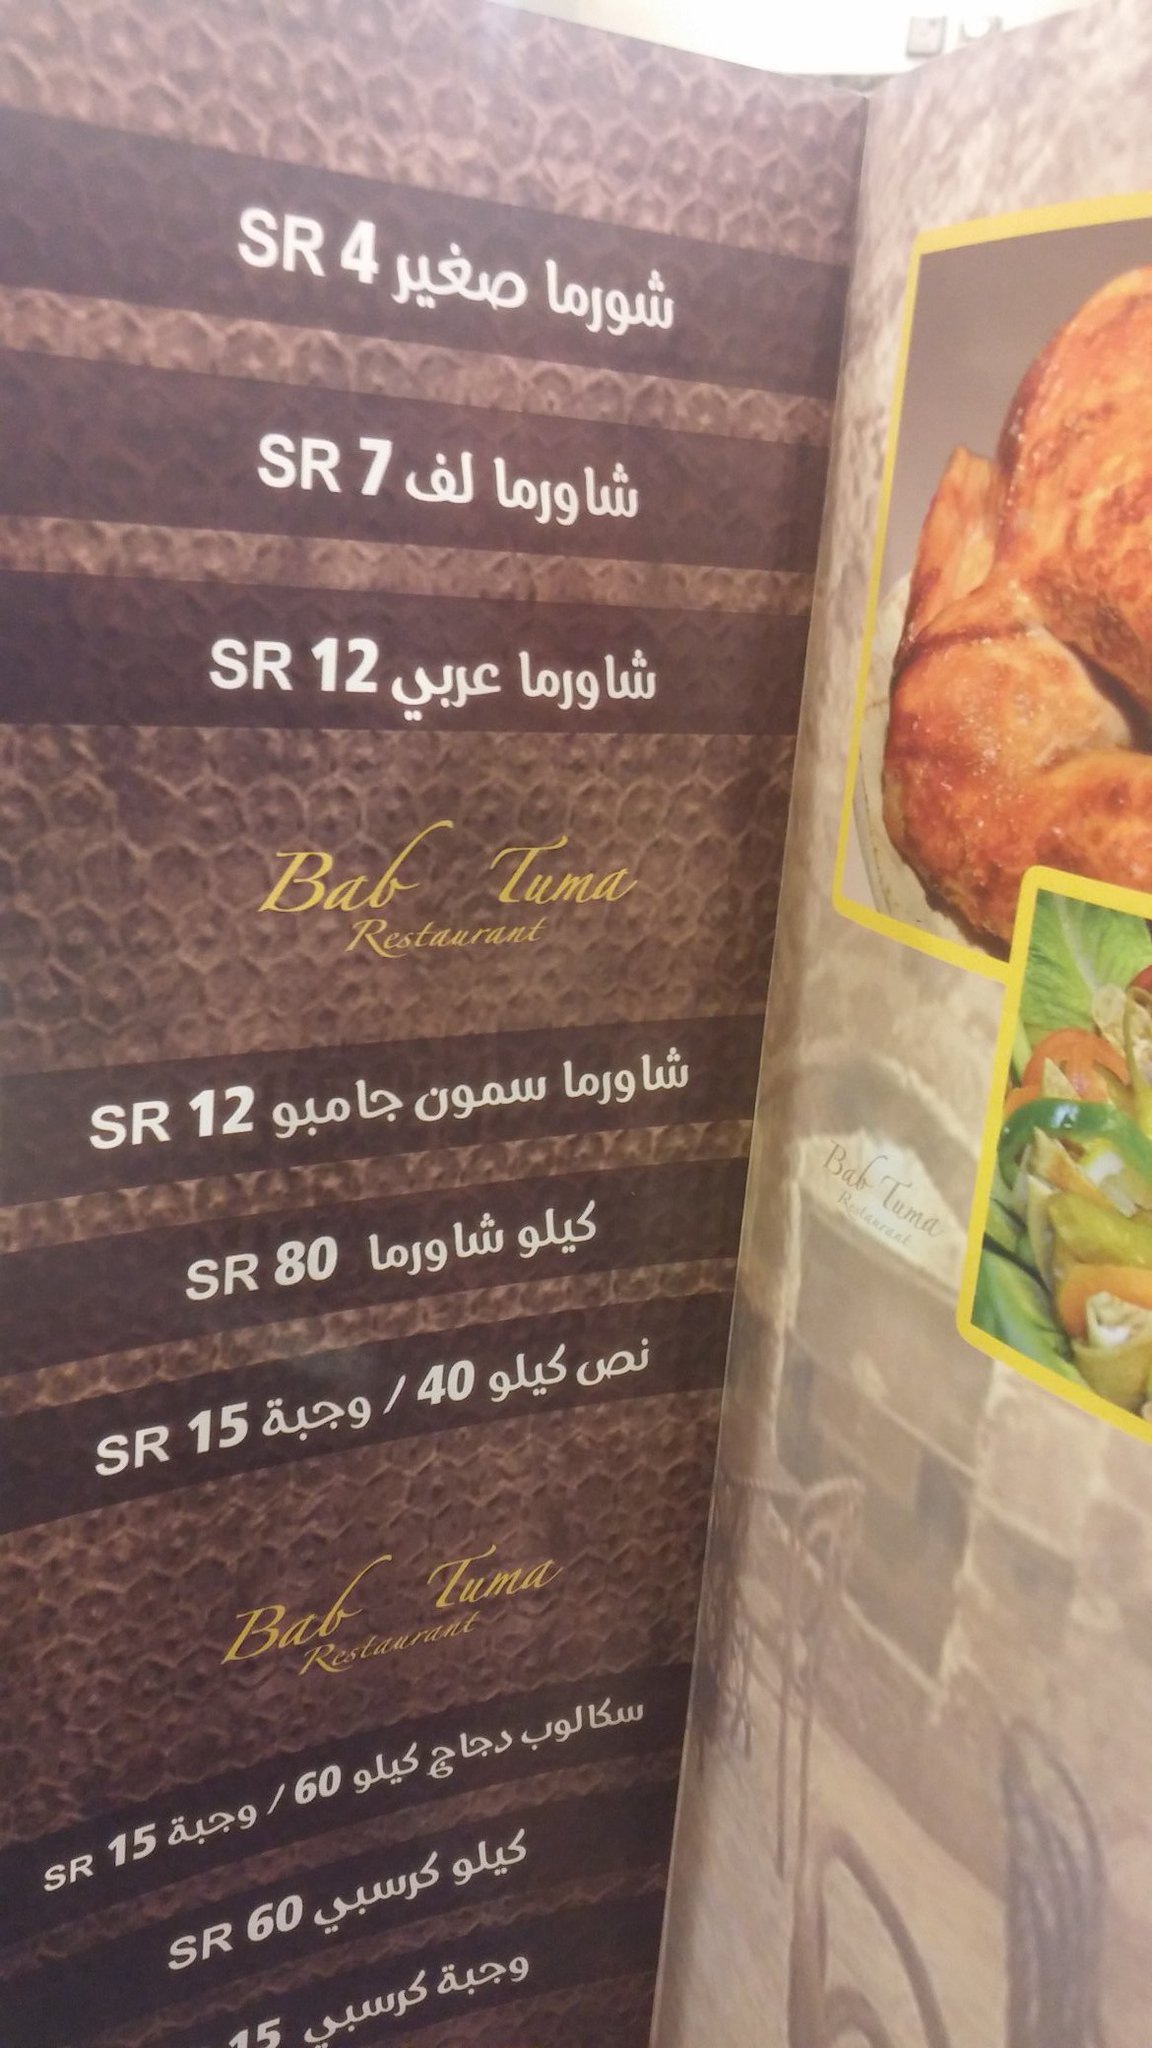 شورما صغير 4 SR
شاورما لف 7 SR
شاورما عربي 12 SR
Bab Tuma
Restaurant
شاورما سمون جامبو 12 SR
كيلو شاورما 80 SR
نص كيلو 40 / وجبة 15 SR
Bab Tuma
Restaurant
سكالوب دجاج كيلو 60 / وجبة 15 SR
كيلو كرسبي 60 SR
وجبة كرسبي 15
Bab Tuma
Restaurant